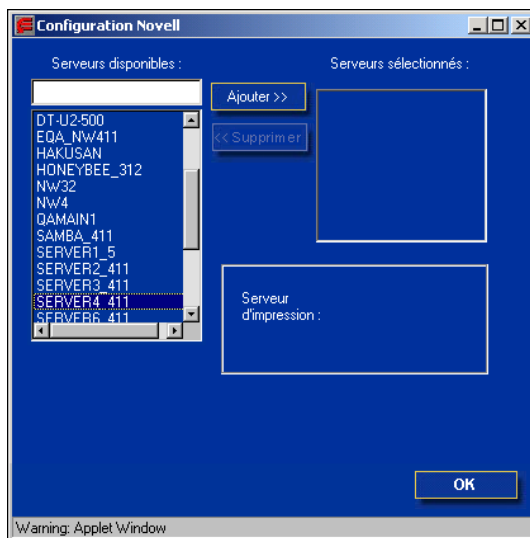 Configuration Novell
Serveurs disponibles :
Serveurs sélectionnés :
Ajouter >>
<< Supprimer
DT-U2-500
EQA_NW411
HAKUSAN
HONEYBEE_312
NW32
NW4
QAMAIN1
SAMBA_411
SERVER1_5
SERVER2_411
SERVER3_411
SERVER4_411
SERVER6_411
Serveur
d'impression :
OK
Warning: Applet Window